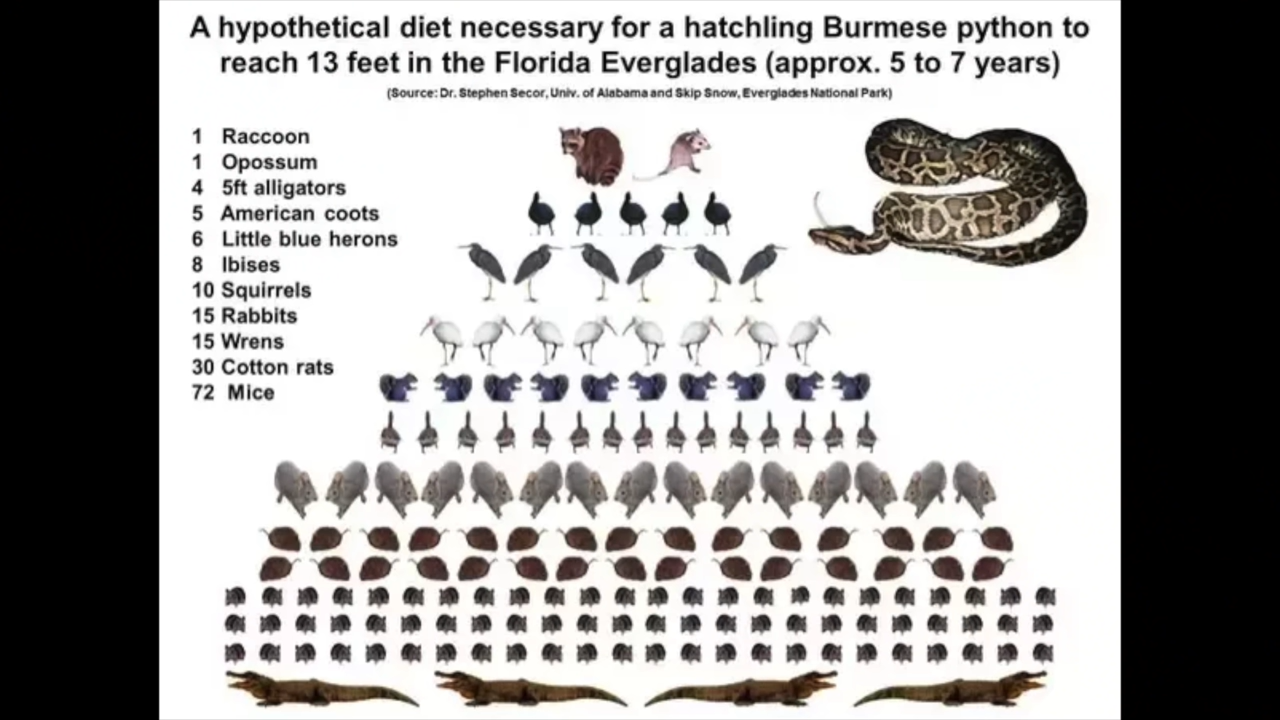 A hypothetical diet necessary for a hatchling Burmese python to
reach 13 feet in the Florida Everglades (approx. 5 to 7 years)
(Source: Dr. Stephen Secor, Univ. of Alabama and Skip Snow, Everglades National Park)
1 Raccoon
1 Opossum
4 5ft alligators
5 American coots
6 Little blue herons
8 Ibises
10 Squirrels
15 Rabbits
15 Wrens
30 Cotton rats
72 Mice